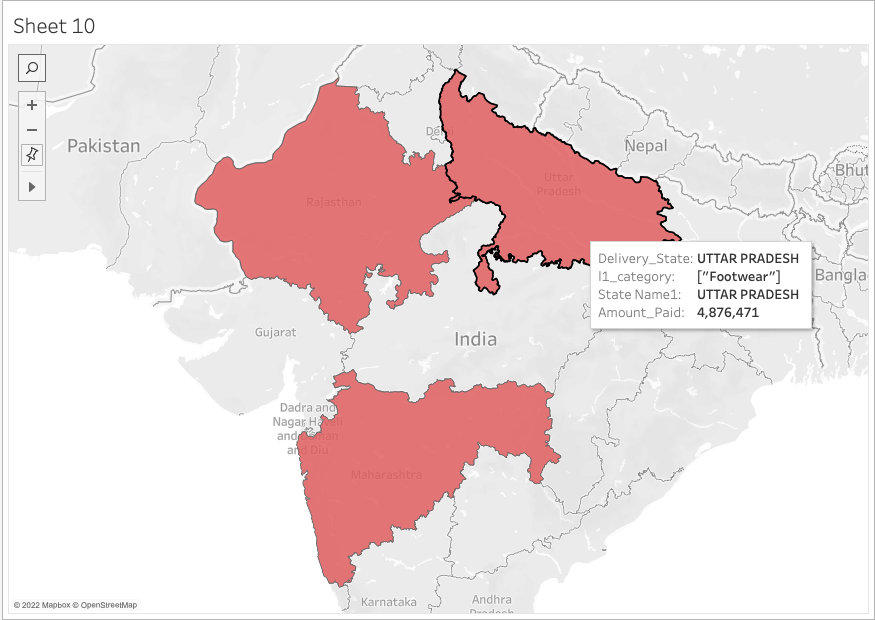 Sheet 10
Pakistan
Delhi
Nepal
Bhut
Rajasthan
Uttar
Pradesh
Delivery_State: UTTAR PRADESH
l1_category: ["Footwear"]
State Name1: UTTAR PRADESH
Amount_Paid: 4,876,471
Bangla
Gujarat
India
Dadra and
Nagar Haveli
and Daman
and Diu
Maharashtra
Karnataka
Andhra
Pradesh
© 2022 Mapbox © OpenStreetMap